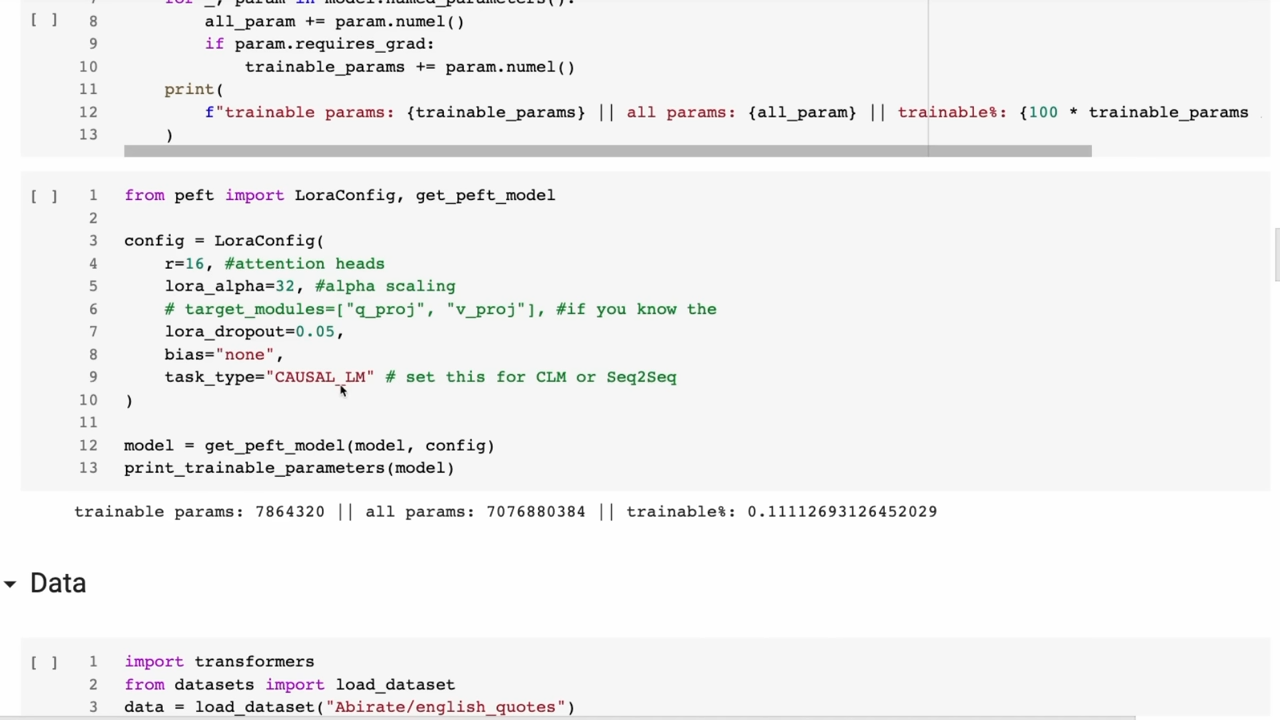 [ ] 8 all_param += param.numel()
9 if param.requires_grad:
10 trainable_params += param.numel()
11 print(
12 f"trainable params: {trainable_params} || all params: {all_param} || trainable%: {100 * trainable_params
13 )
[ ] 1 from peft import LoraConfig, get_peft_model
2
3 config = LoraConfig(
4 r=16, #attention heads
5 lora_alpha=32, #alpha scaling
6 # target_modules=["q_proj", "v_proj"], #if you know the
7 lora_dropout=0.05,
8 bias="none",
9 task_type="CAUSAL_LM" # set this for CLM or Seq2Seq
10 )
11
12 model = get_peft_model(model, config)
13 print_trainable_parameters(model)
trainable params: 7864320 || all params: 7076880384 || trainable%: 0.11112693126452029
Data
[ ] 1 import transformers
2 from datasets import load_dataset
3 data = load_dataset("Abirate/english_quotes")